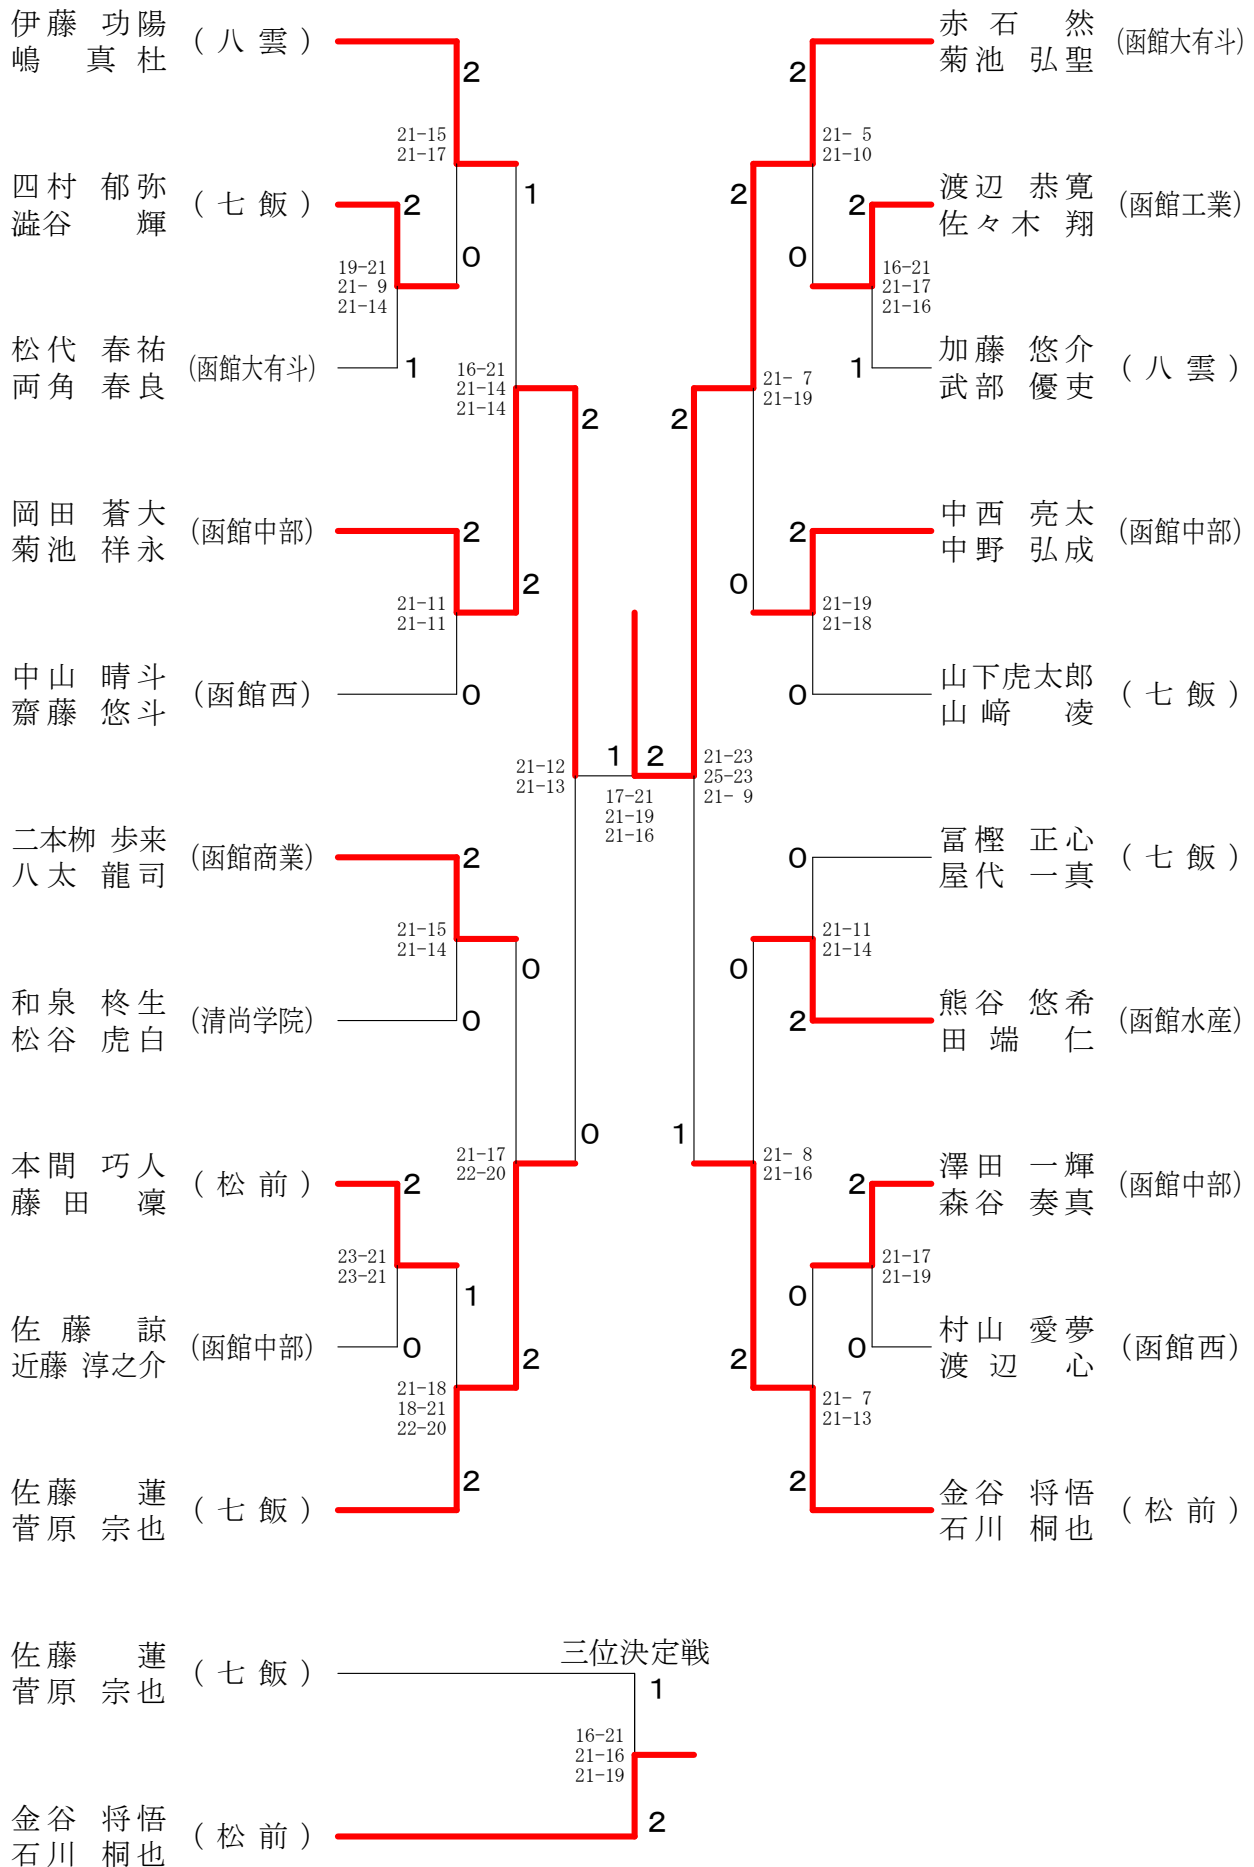 伊藤 功陽
嶋 真杜
(八雲)
2
21-15
21-17
1
四村 郁弥
澁谷 輝
(七飯)
2
0
19-21
21- 9
21-14
松代 春祐
両角 春良
(函館大有斗)
1
16-21
21-14
21-14
2
岡田 蒼大
菊池 祥永
(函館中部)
2
2
21-11
21-11
中山 晴斗
齋藤 悠斗
(函館西)
0
21-12
21-13
二本栁 歩来
八太 龍司
(函館商業)
2
21-15
21-14
0
和泉 柊生
松谷 虎白
(清尚学院)
0
0
本間 巧人
藤田 凜
(松前)
2
21-17
22-20
23-21
23-21
1
佐藤 諒
近藤 淳之介
(函館中部)
0
2
21-18
18-21
22-20
佐藤 蓮
菅原 宗也
(七飯)
2
1
2
17-21
21-19
21-16
赤石 然
菊池 弘聖
(函館大有斗)
2
21- 5
21-10
2
渡辺 恭寛
佐々木 翔
(函館工業)
2
0
16-21
21-17
21-16
加藤 悠介
武部 優吏
(八雲)
1
21- 7
21-19
2
中西 亮太
中野 弘成
(函館中部)
2
0
21-19
21-18
山下虎太郎
山﨑 凌
(七飯)
0
21-23
25-23
21- 9
冨樫 正心
屋代 一真
(七飯)
0
21-11
21-14
0
熊谷 悠希
田端 仁
(函館水産)
2
1
21- 8
21-16
澤田 一輝
森谷 奏真
(函館中部)
2
21-17
21-19
0
村山 愛夢
渡辺 心
(函館西)
0
2
21- 7
21-13
金谷 将悟
石川 桐也
(松前)
2
三位決定戦
佐藤 蓮
菅原 宗也
(七飯)
1
16-21
21-16
21-19
金谷 将悟
石川 桐也
(松前)
2